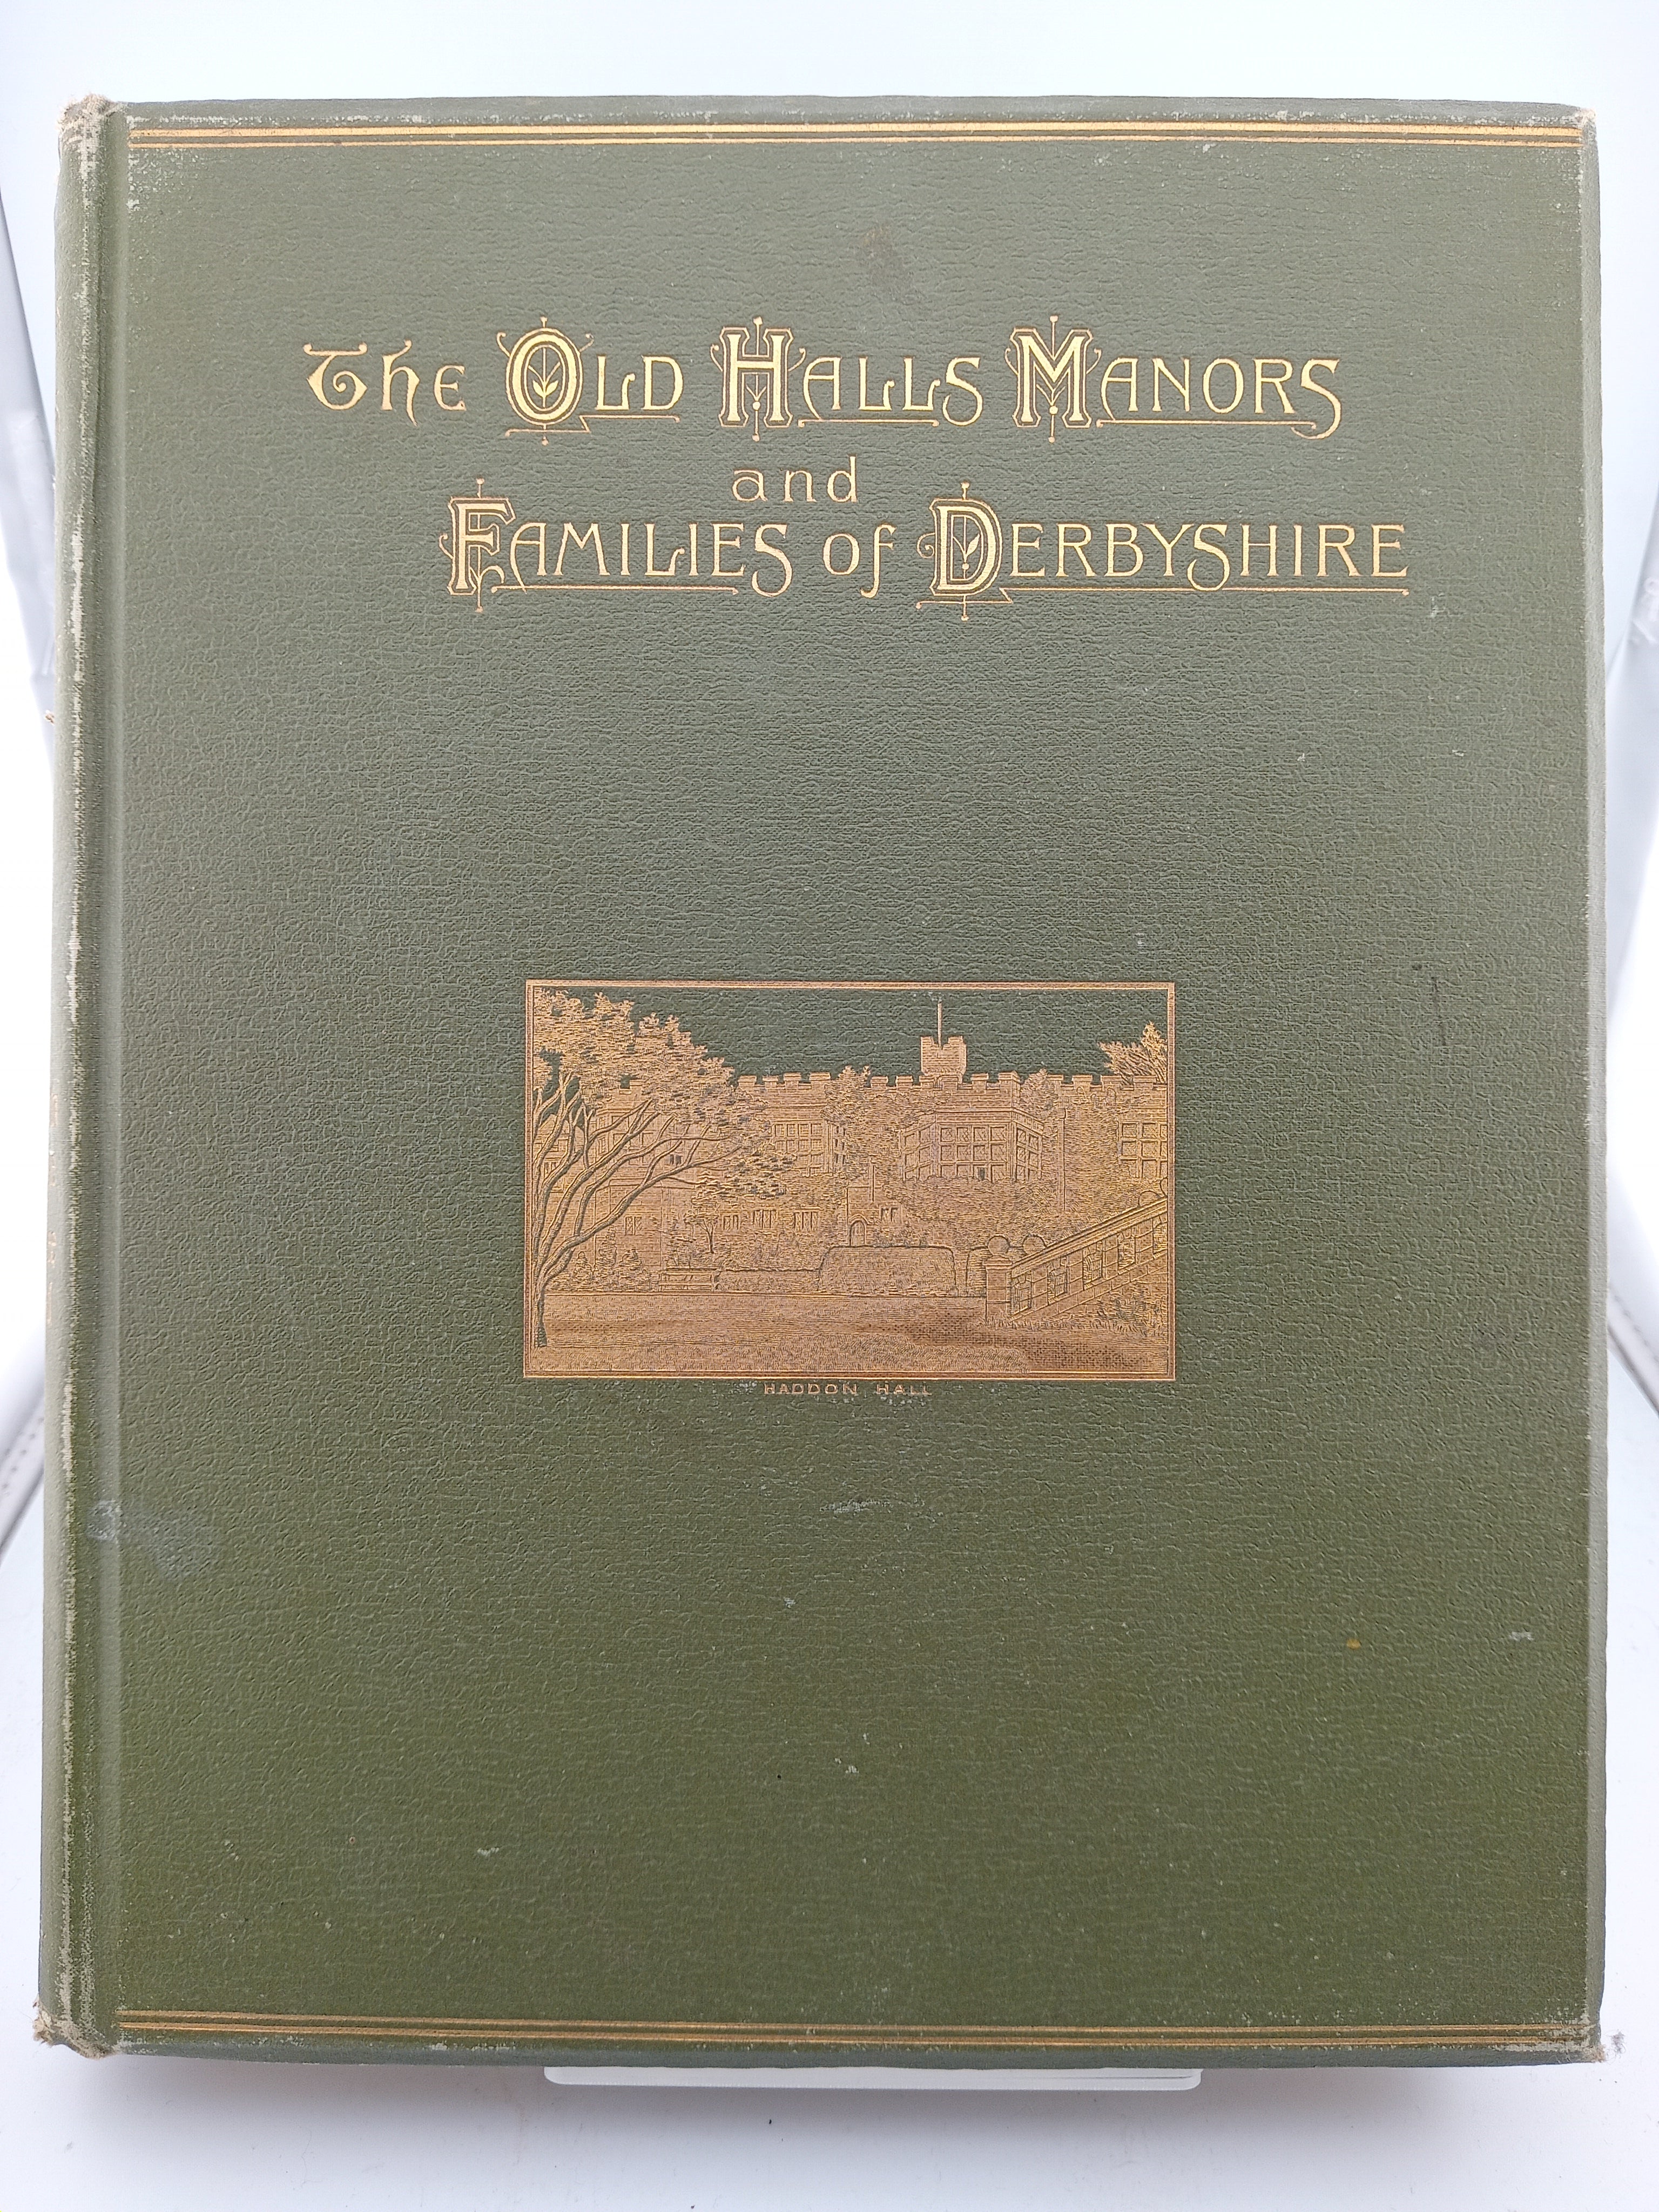 The Old Halls Manors
and
Families of Derbyshire
HADDON HALL